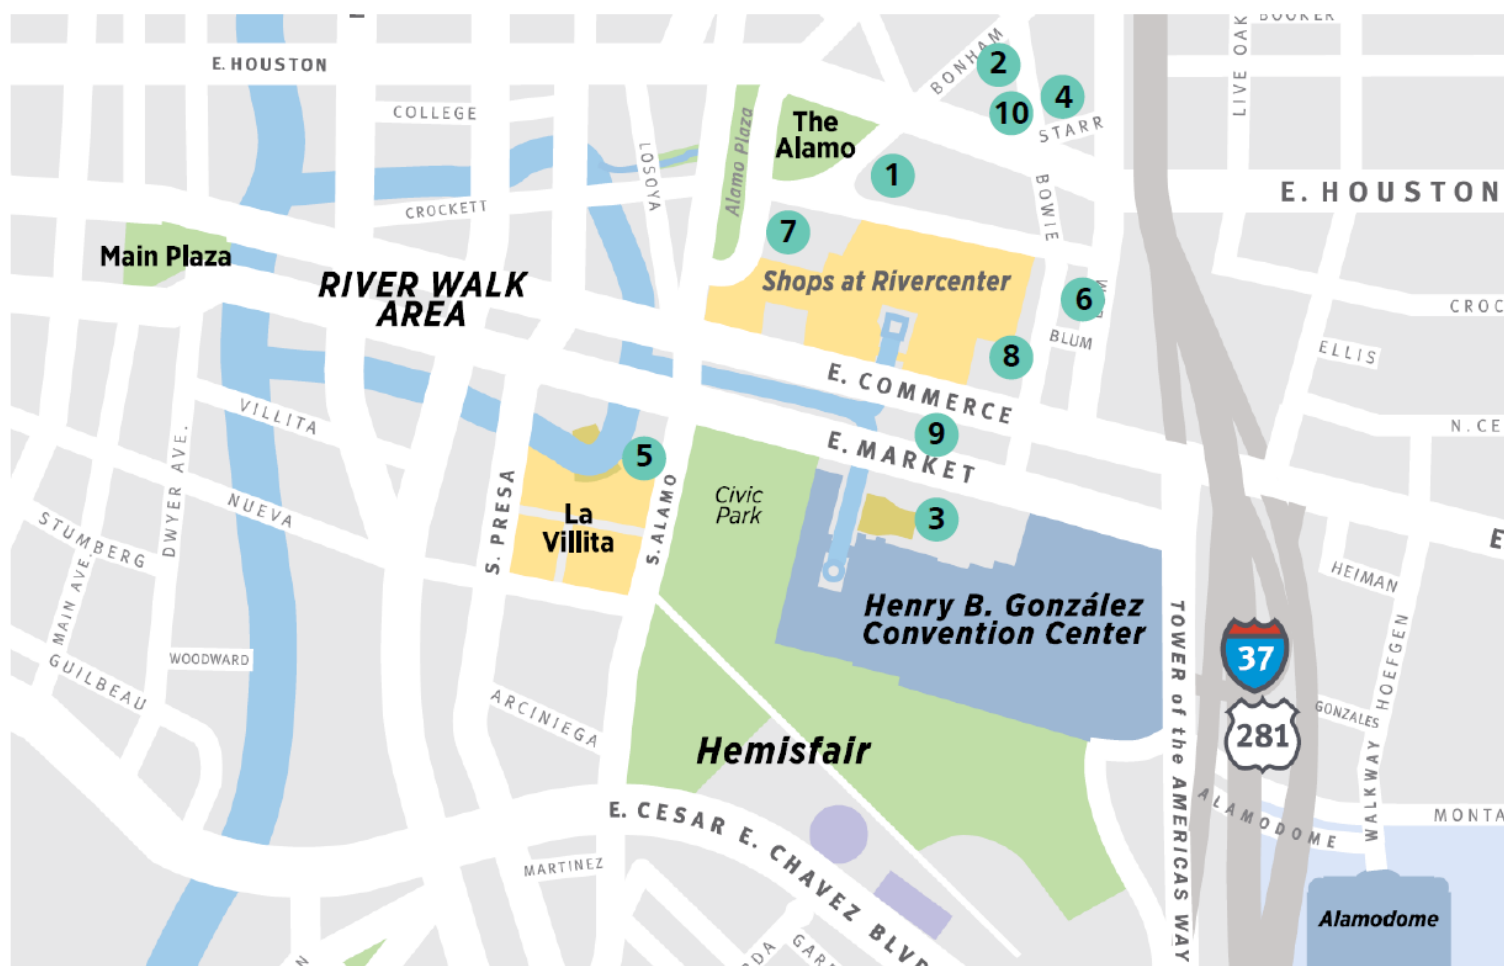 BOOKER
E. HOUSTON
BONHAM
2
LIVE OAK
4
10
COLLEGE
STARR
The
Alamo
Alamo Plaza
LOSOYA
1
BOWIE
E. HOUSTON
CROCKETT
7
Main Plaza
RIVER WALK
AREA
Shops at Rivercenter
6
CROC
BLUM
8
ELLIS
E. COMMERCE
VILLITA
9
N. CE
E. MARKET
5
DWYER AVE.
S. PRESA
S. ALAMO
Civic
Park
NUEVA
La
Villita
3
STUMBERG
E
HEIMAN
MAIN AVE.
Henry B. González
Convention Center
TOWER of the AMERICAS WAY
37
WOODWARD
GUILBEAU
HOEFGEN
WALKWAY
ARCINIEGA
GONZALES
281
Hemisfair
E. CESAR E. CHAVEZ BLVD
ALAMODOME
MONTA
MARTINEZ
Alamodome
RDA
GAR
N